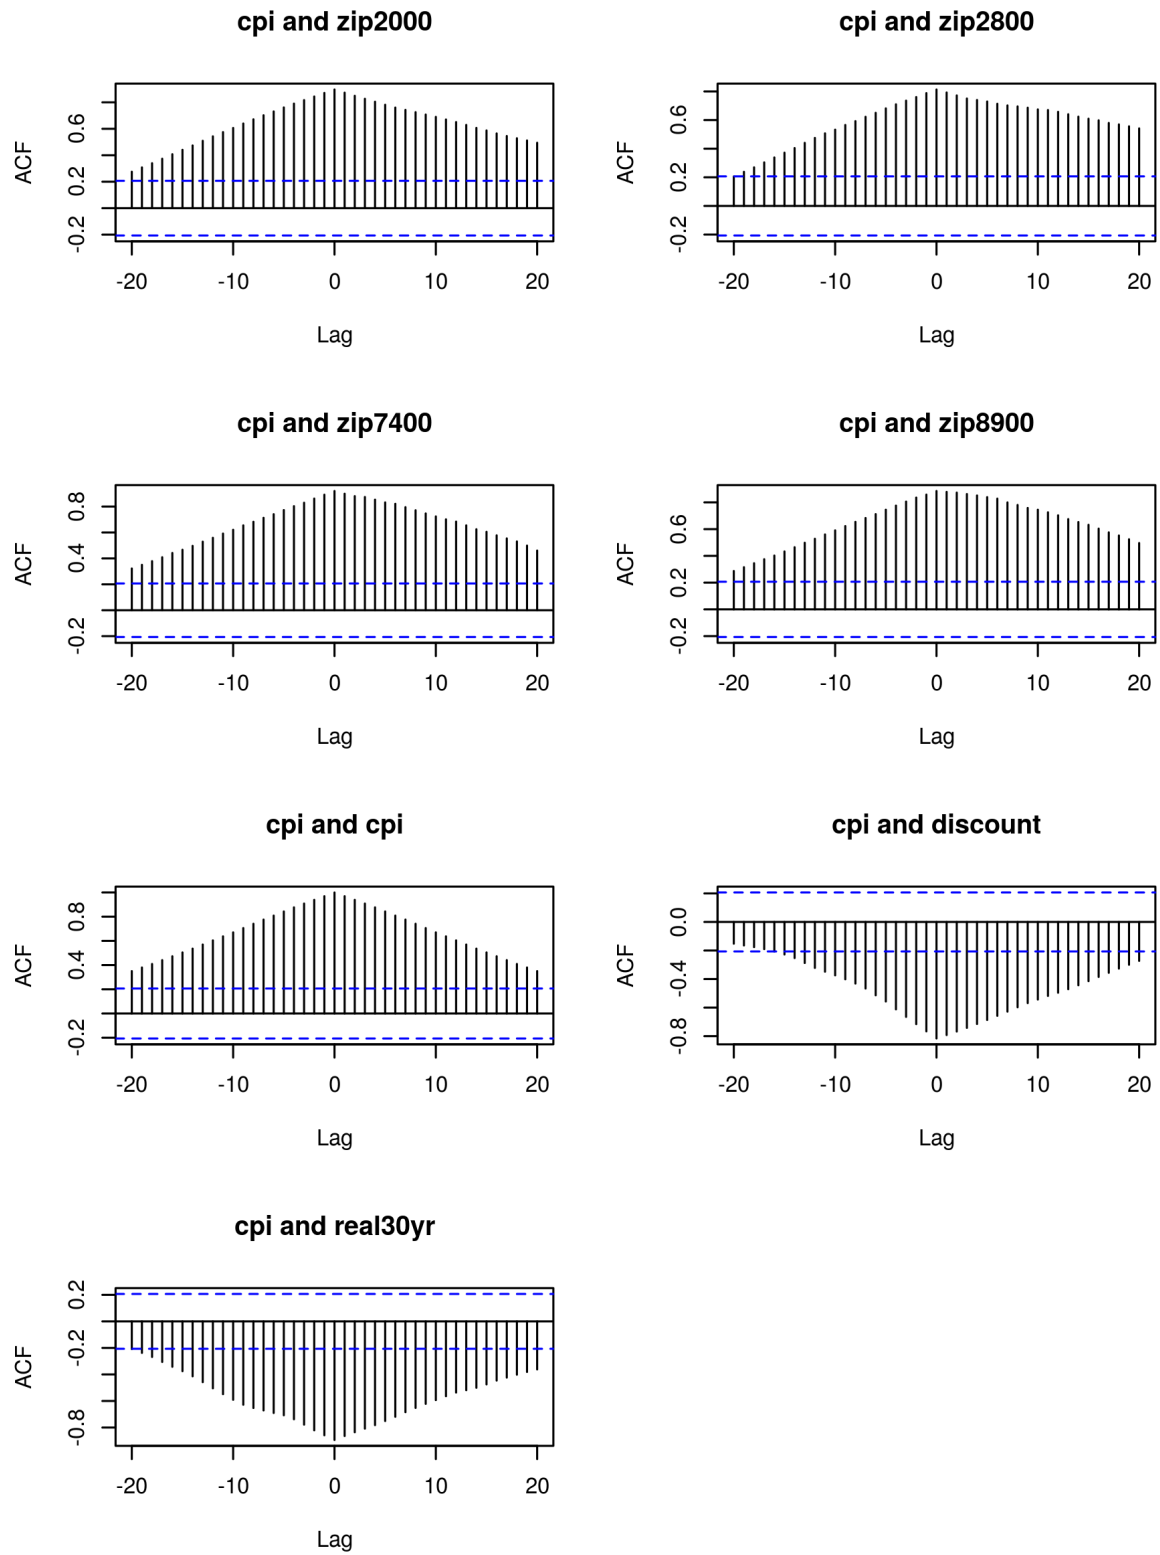 cpi and zip2000
ACF
0.6
0.2
-0.2
-20 -10 0 10 20
Lag
cpi and zip2800
ACF
0.6
0.2
-0.2
-20 -10 0 10 20
Lag
cpi and zip7400
ACF
0.8
0.4
-0.2
-20 -10 0 10 20
Lag
cpi and zip8900
ACF
0.6
0.2
-0.2
-20 -10 0 10 20
Lag
cpi and cpi
ACF
0.8
0.4
-0.2
-20 -10 0 10 20
Lag
cpi and discount
ACF
0.0
-0.4
-0.8
-20 -10 0 10 20
Lag
cpi and real30yr
ACF
0.2
-0.2
-0.8
-20 -10 0 10 20
Lag